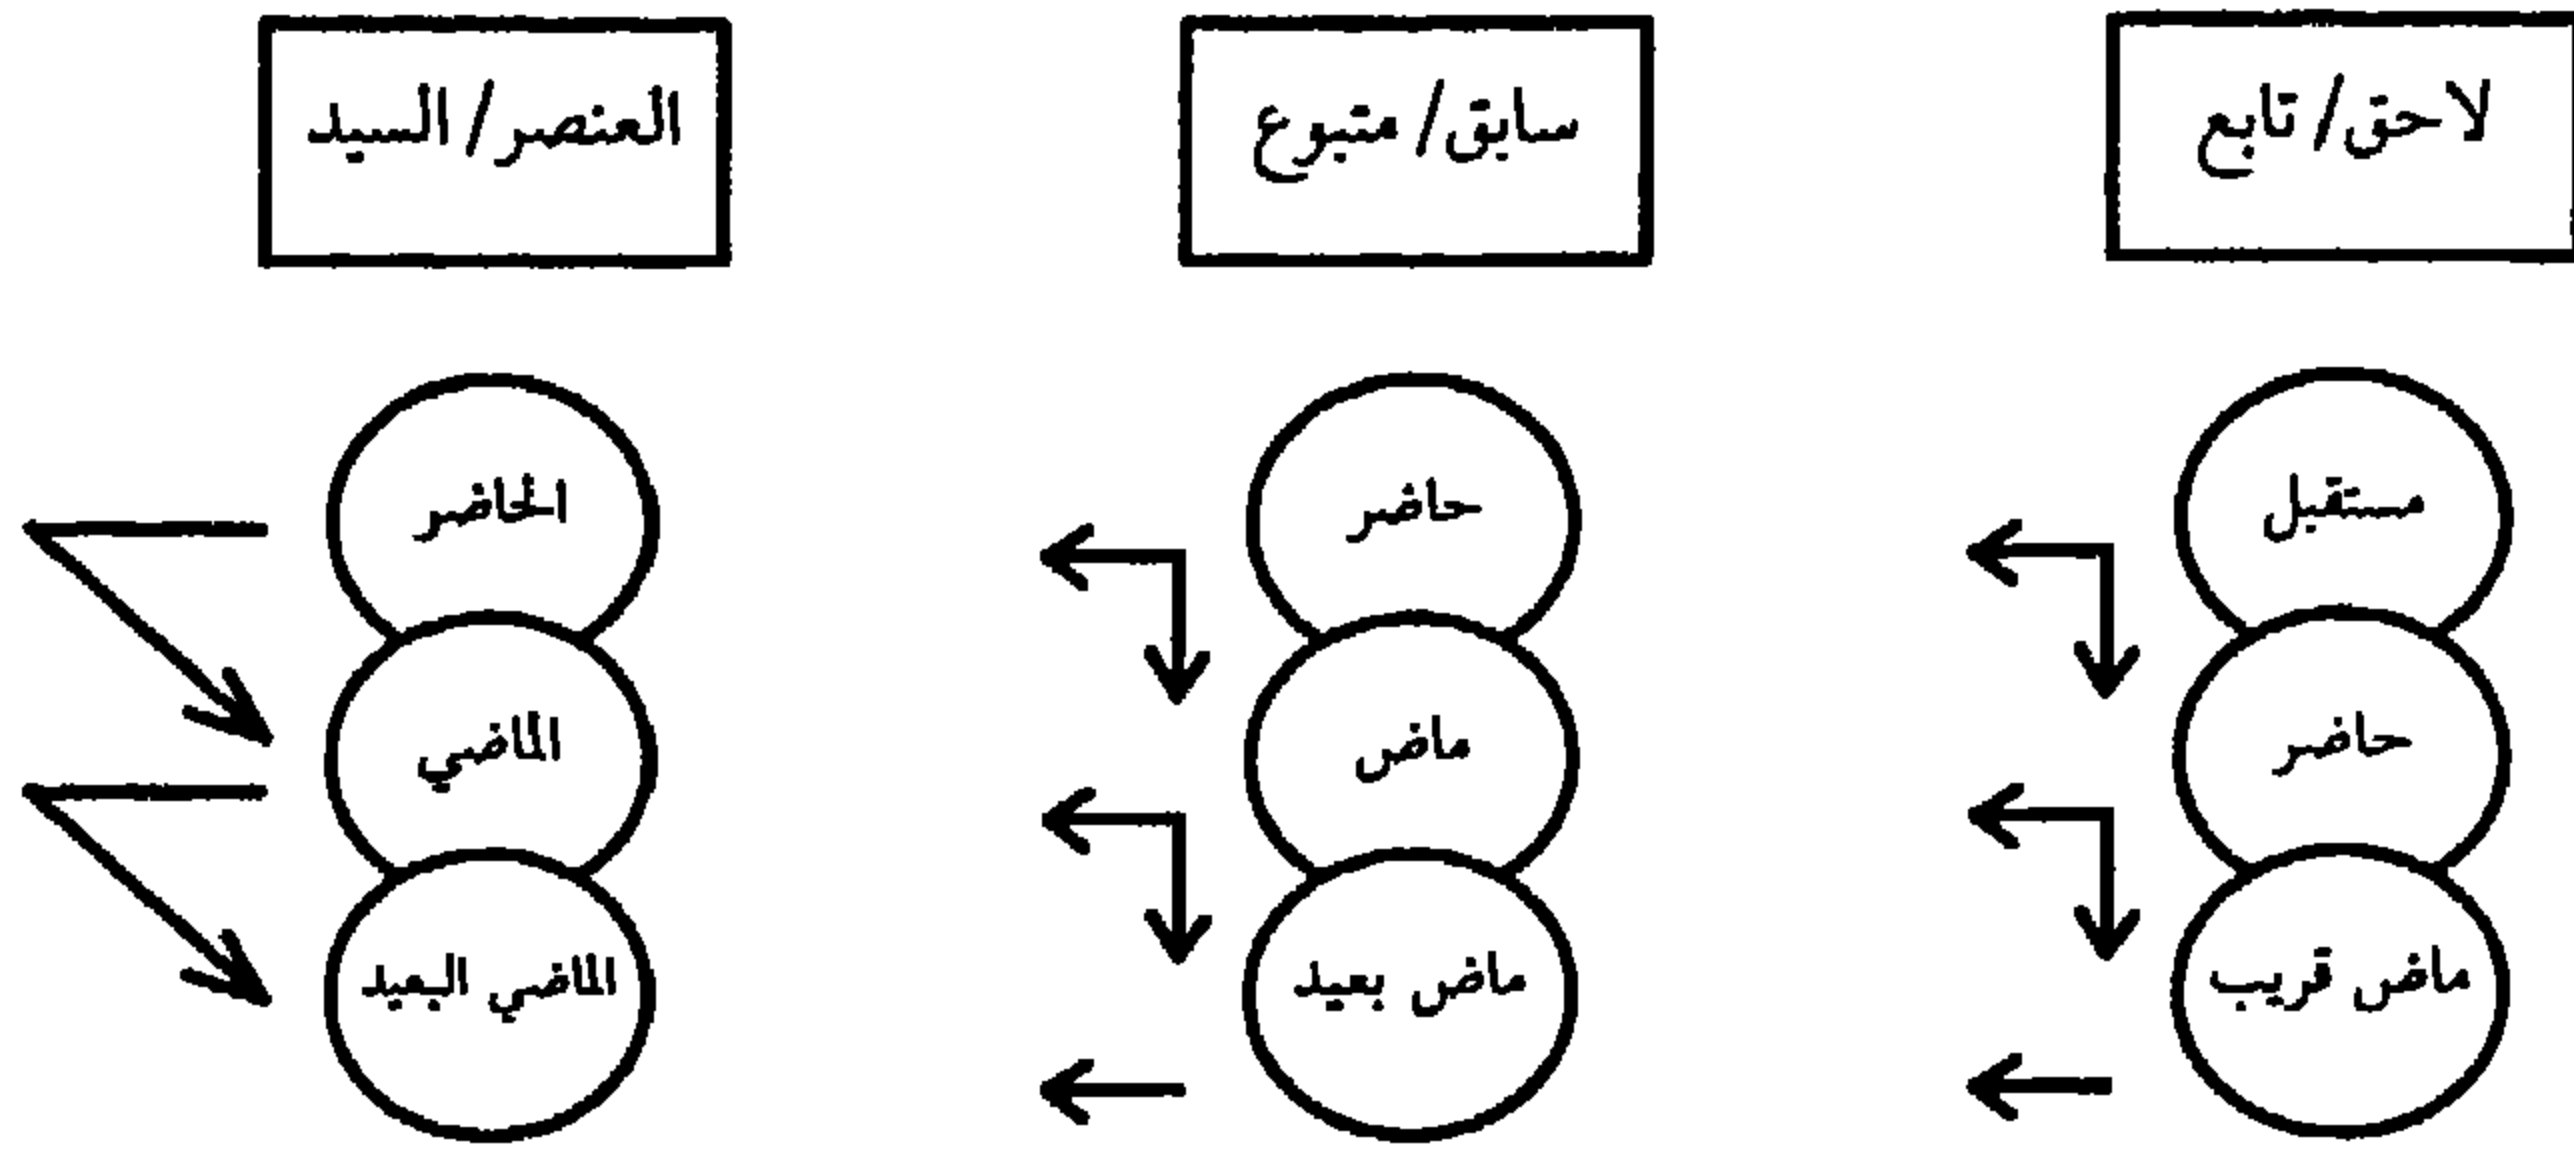 لاحق/ تابع
سابق/ متبوع
العنصر/ السيد
مستقبل
حاضر
الحاضر
حاضر
ماض
الماضي
ماض قريب
ماض بعيد
الماضي البعيد